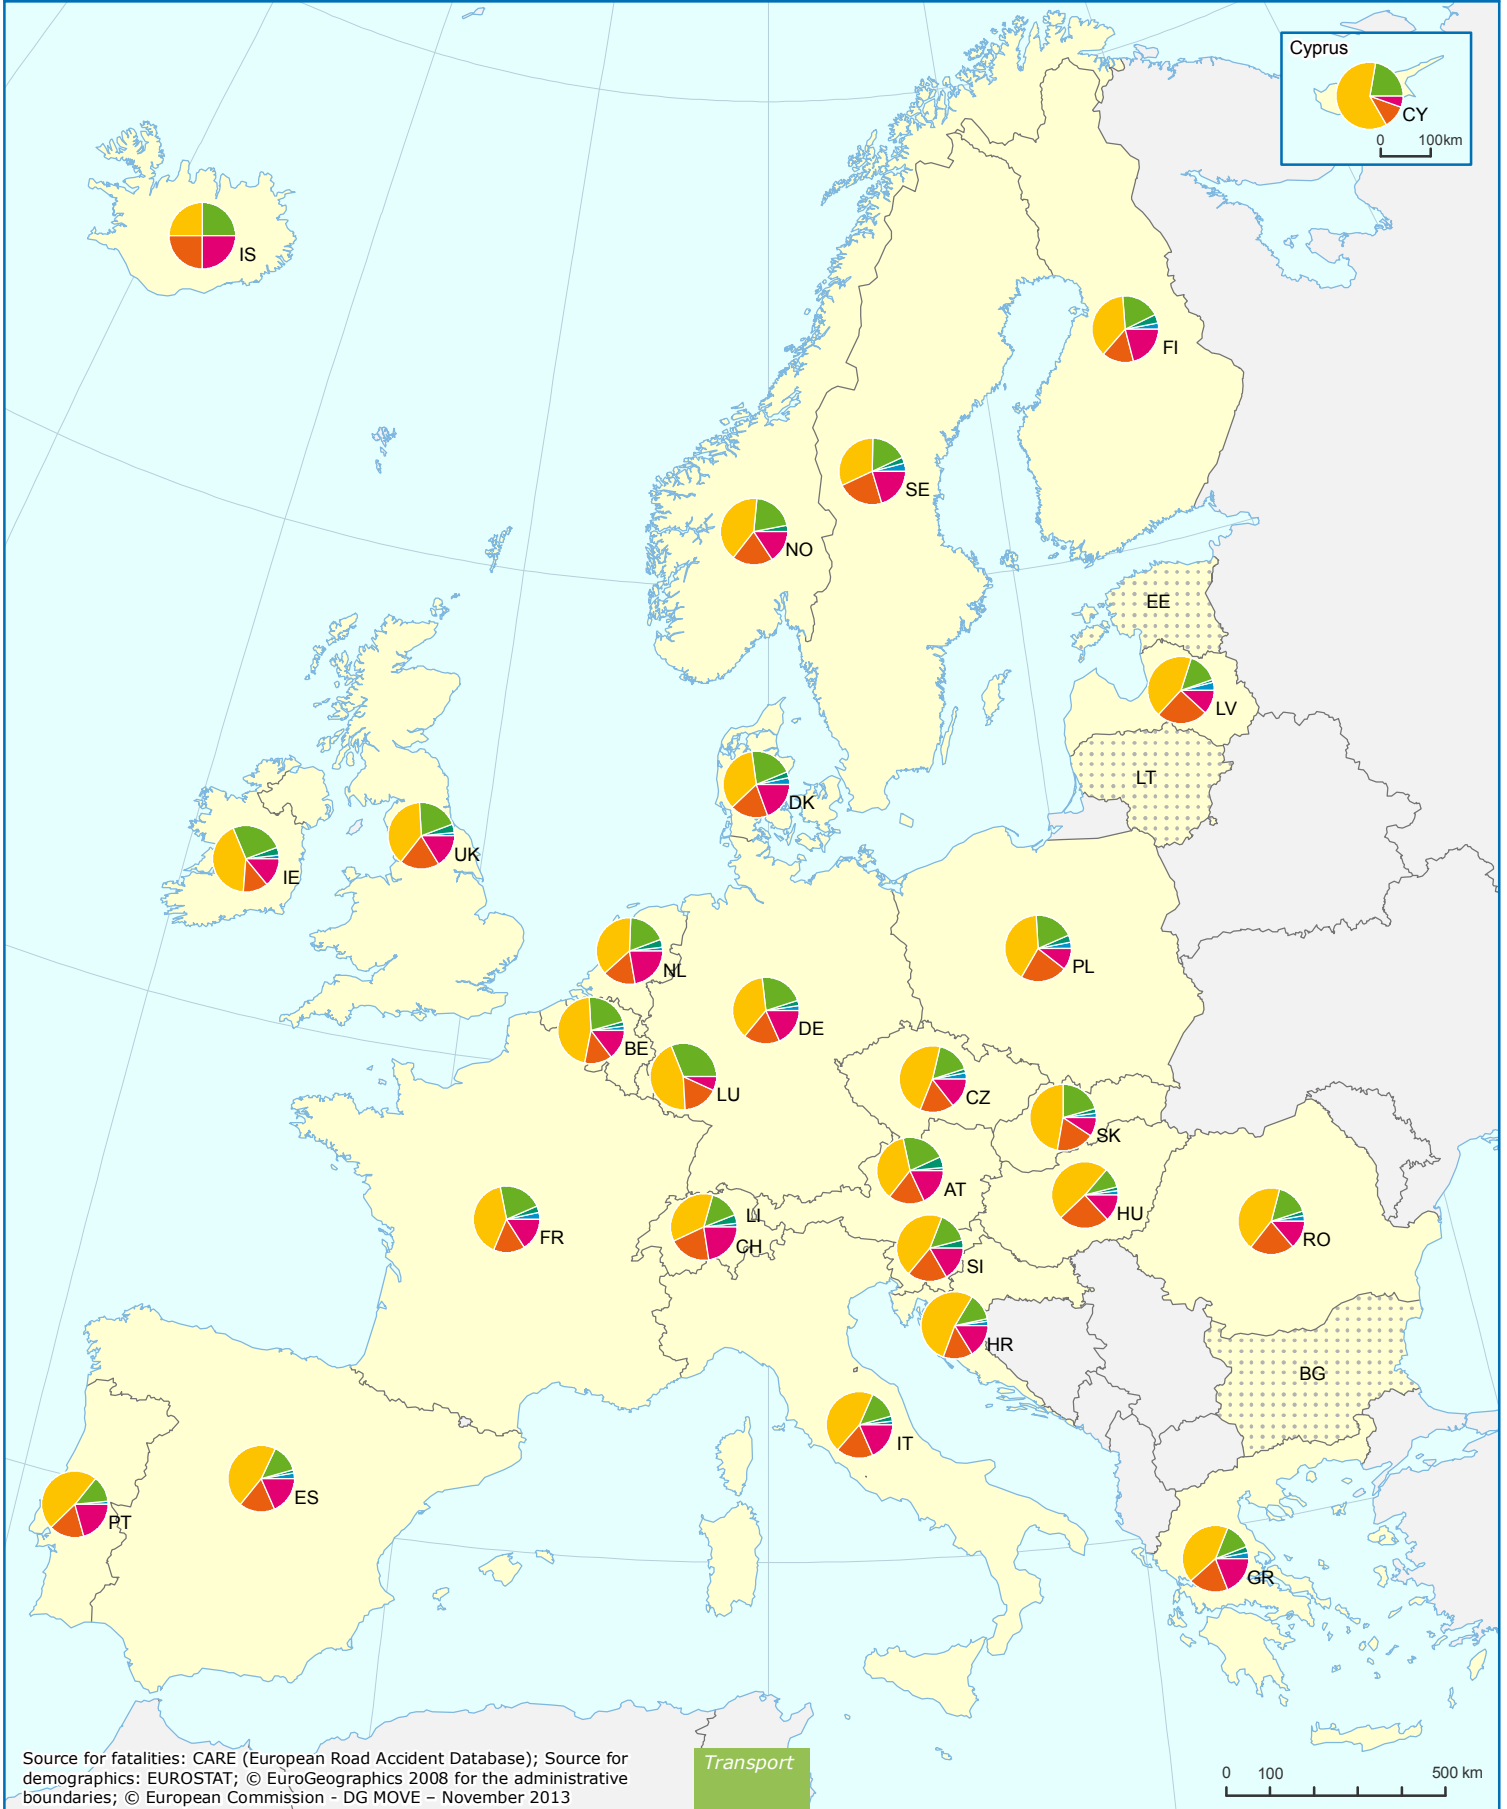 Cyprus
CY
0 100km
IS
FI
SE
NO
EE
LV
LT
DK
UK
IE
NL
PL
DE
BE
LU
CZ
SK
AT
HU
LI
CH
FR
RO
SI
HR
BG
IT
ES
PT
GR
Source for fatalities: CARE (European Road Accident Database); Source for
demographics: EUROSTAT; © EuroGeographics 2008 for the administrative
boundaries; © European Commission - DG MOVE – November 2013
Transport
0 100 500 km